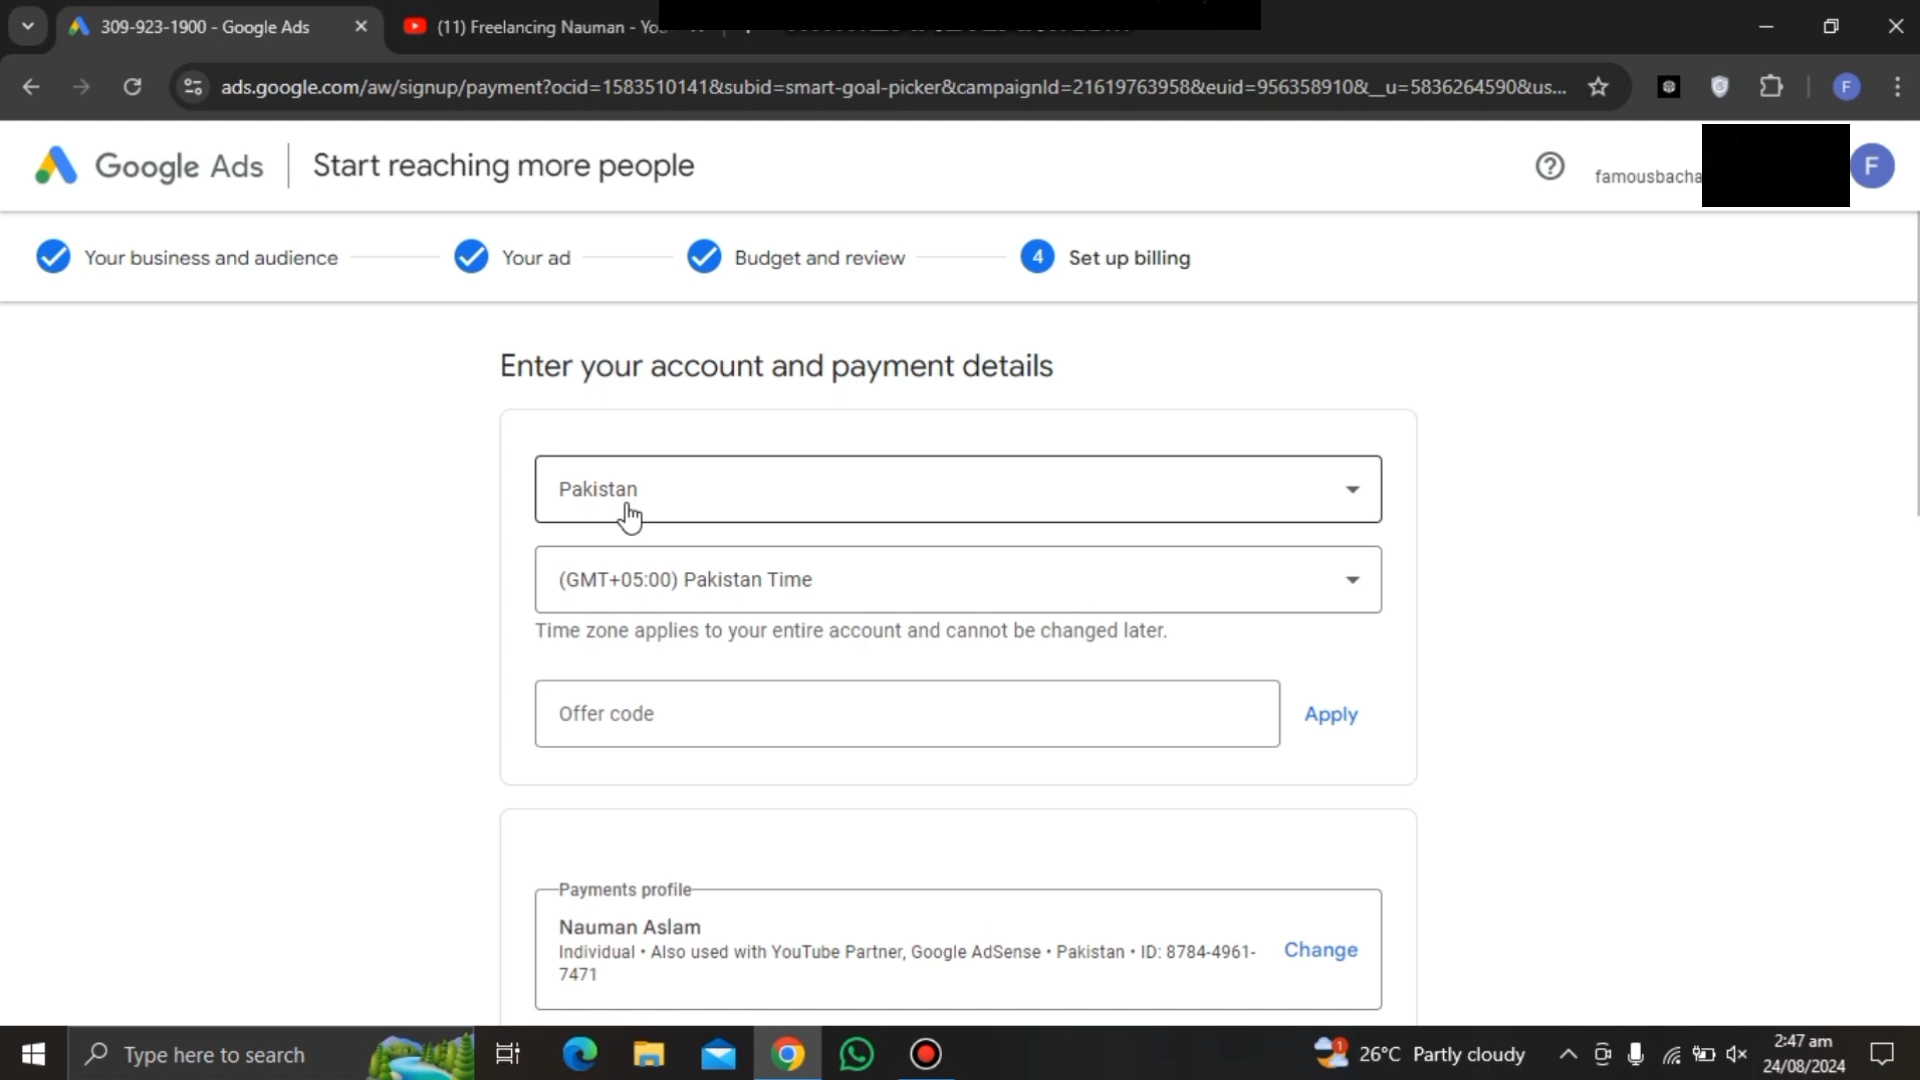 309-923-1900 - Google Ads
(11) Freelancing Nauman - Yo
ads.google.com/aw/signup/payment?ocid=1583510141&subid=smart-goal-picker&campaignId=21619763958&euid=956358910&__u=5836264590&us...
F
Google Ads
Start reaching more people
famousbacha
F
Your business and audience
Your ad
Budget and review
4
Set up billing
Enter your account and payment details
Pakistan
(GMT+05:00) Pakistan Time
Time zone applies to your entire account and cannot be changed later.
Offer code
Apply
Payments profile
Nauman Aslam
Individual • Also used with YouTube Partner, Google AdSense • Pakistan • ID: 8784-4961-
7471
Change
Type here to search
1
26°C Partly cloudy
2:47 am
24/08/2024